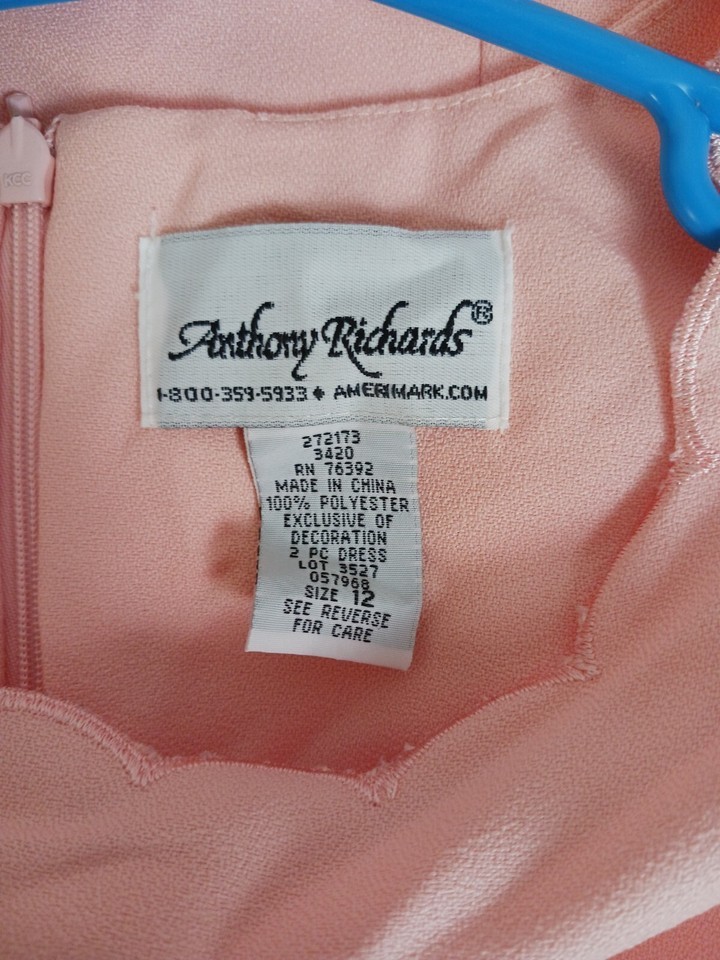 KCC
Anthony Richards®
1-800-359-5933 ♦ AMERIMARK.COM
272173
3420
RN 76392
MADE IN CHINA
100% POLYESTER
EXCLUSIVE OF
DECORATION
2 PC DRESS
LOT 3527
057968
SIZE 12
SEE REVERSE
FOR CARE